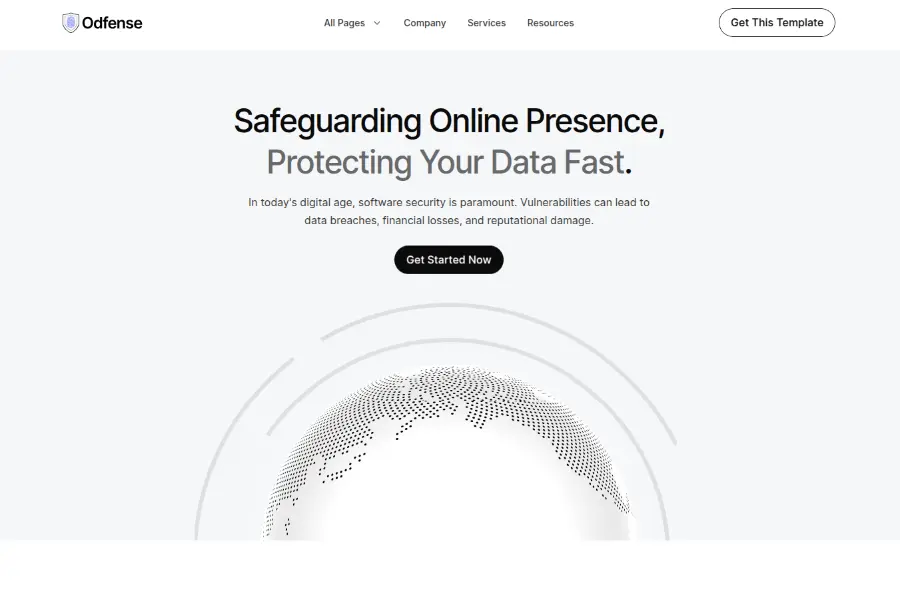 Odfense
All Pages
Company
Services
Resources
Get This Template
Safeguarding Online Presence,
Protecting Your Data Fast.
In today's digital age, software security is paramount. Vulnerabilities can lead to
data breaches, financial losses, and reputational damage.
Get Started Now